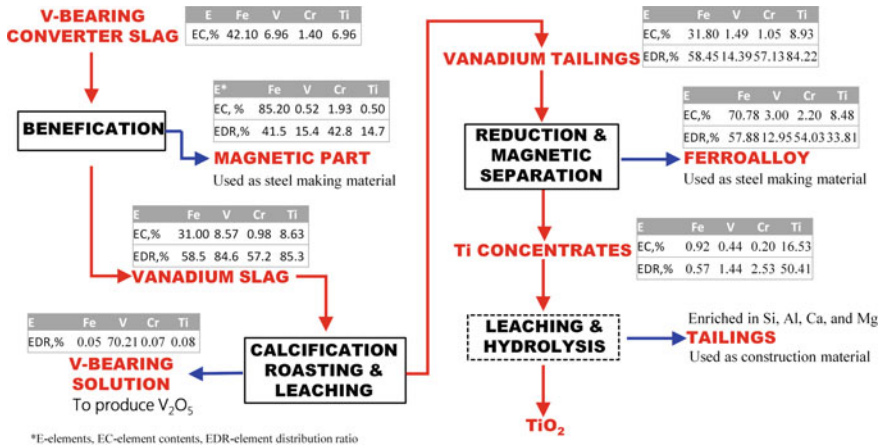 V-BEARING
CONVERTER SLAG
E Fe V Cr Ti
EC,% 42.10 6.96 1.40 6.96
BENEFICATION
E* Fe V Cr Ti
EC,% 85.20 0.52 1.93 0.50
EDR,% 41.5 15.4 42.8 14.7
MAGNETIC PART
Used as steel making material
E Fe V Cr Ti
EC,% 31.00 8.57 0.98 8.63
EDR,% 58.5 84.6 57.2 85.3
VANADIUM SLAG
E Fe V Cr Ti
EDR,% 0.05 70.21 0.07 0.08
V-BEARING
SOLUTION
To produce V₂O₅
CALCIFICATION
ROASTING &
LEACHING
VANADIUM TAILINGS
E Fe V Cr Ti
EC,% 31.80 1.49 1.05 8.93
EDR,% 58.45 14.39 57.13 84.22
REDUCTION &
MAGNETIC
SEPARATION
E Fe V Cr Ti
EC,% 70.78 3.00 2.20 8.48
EDR,% 57.88 12.95 54.03 33.81
FERROALLOY
Used as steel making material
Ti CONCENTRATES
E Fe V Cr Ti
EC,% 0.92 0.44 0.20 16.53
EDR,% 0.57 1.44 2.53 50.41
LEACHING &
HYDROLYSIS
Enriched in Si, Al, Ca, and Mg
TAILINGS
Used as construction material
TiO₂
*E-elements, EC-element contents, EDR-element distribution ratio